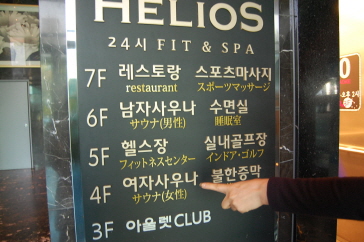 HELIOS
24시 FIT & SPA
7F 레스토랑 스포츠마사지
restaurant スポーツマッサージ
6F 남자사우나 수면실
サウナ(男性) 睡眠室
5F 헬스장 실내골프장
フィットネスセンター インドア・ゴルフ
4F 여자사우나 불한증막
サウナ(女性)
3F 아울렛CLUB